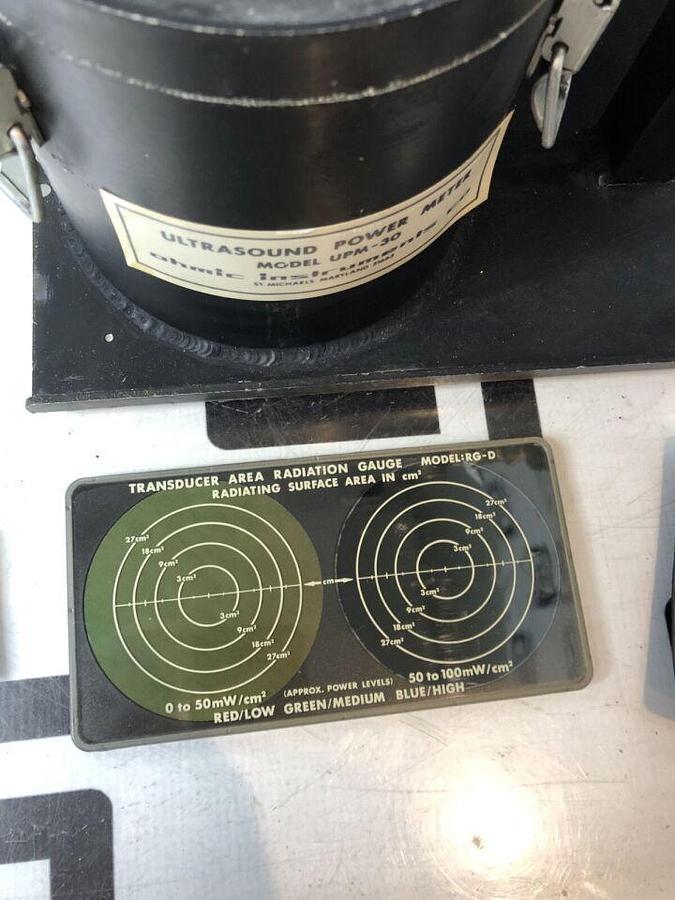 ULTRASOUND POWER METER
MODEL UPM-30
ohmic instruments co.
ST. MICHAELS MARYLAND 21663
TRANSDUCER AREA RADIATION GAUGE MODEL:RG-D
RADIATING SURFACE AREA IN cm²
27cm²
18cm²
9cm²
3cm²
3cm²
9cm²
18cm²
27cm²
cm
27cm²
18cm²
9cm²
3cm²
3cm²
9cm²
18cm²
27cm²
0 to 50mW/cm² (APPROX. POWER LEVELS) 50 to 100mW/cm²
RED/LOW GREEN/MEDIUM BLUE/HIGH